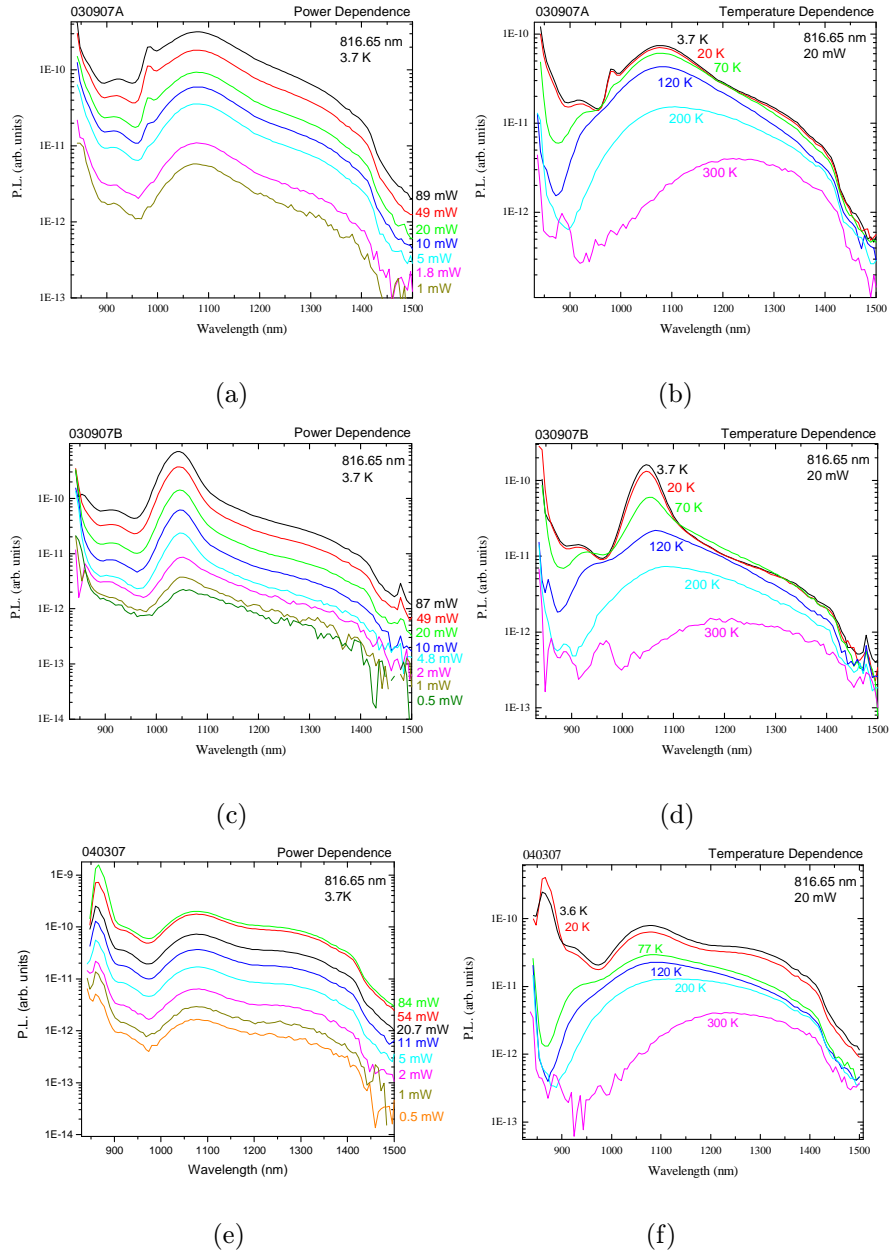 030907A Power Dependence
816.65 nm
3.7 K
P.L. (arb. units)
1E-10
1E-11
1E-12
1E-13
89 mW
49 mW
20 mW
10 mW
5 mW
1.8 mW
1 mW
900 1000 1100 1200 1300 1400 1500
Wavelength (nm)
(a)
030907A Temperature Dependence
816.65 nm
20 mW
P.L. (arb. units)
1E-10
1E-11
1E-12
3.7 K
20 K
70 K
120 K
200 K
300 K
900 1000 1100 1200 1300 1400 1500
Wavelength (nm)
(b)
030907B Power Dependence
816.65 nm
3.7 K
P.L. (arb. units)
1E-10
1E-11
1E-12
1E-13
1E-14
87 mW
49 mW
20 mW
10 mW
4.8 mW
2 mW
1 mW
0.5 mW
900 1000 1100 1200 1300 1400 1500
Wavelength (nm)
(c)
030907B Temperature Dependence
816.65 nm
20 mW
P.L. (arb. units)
1E-10
1E-11
1E-12
1E-13
3.7 K
20 K
70 K
120 K
200 K
300 K
900 1000 1100 1200 1300 1400 1500
Wavelength (nm)
(d)
040307 Power Dependence
816.65 nm
3.7K
P.L. (arb. units)
1E-9
1E-10
1E-11
1E-12
1E-13
1E-14
84 mW
54 mW
20.7 mW
11 mW
5 mW
2 mW
1 mW
0.5 mW
900 1000 1100 1200 1300 1400 1500
Wavelength (nm)
(e)
040307 Temperature Dependence
816.65 nm
20 mW
P.L. (arb. units)
1E-10
1E-11
1E-12
1E-13
3.6 K
20 K
77 K
120 K
200 K
300 K
900 1000 1100 1200 1300 1400 1500
Wavelength (nm)
(f)